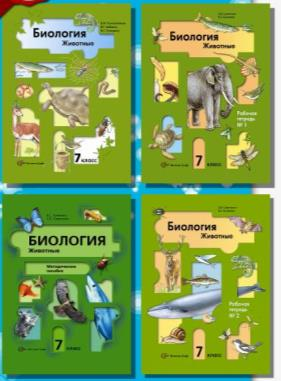 Биология
Животные
7 КЛАСС
Биология
Животные
Рабочая
тетрадь
№ 1
7 КЛАСС
БИОЛОГИЯ
Животные
Методическое
пособие
7 КЛАСС
Биология
Животные
Рабочая
тетрадь
№ 2
7 КЛАСС